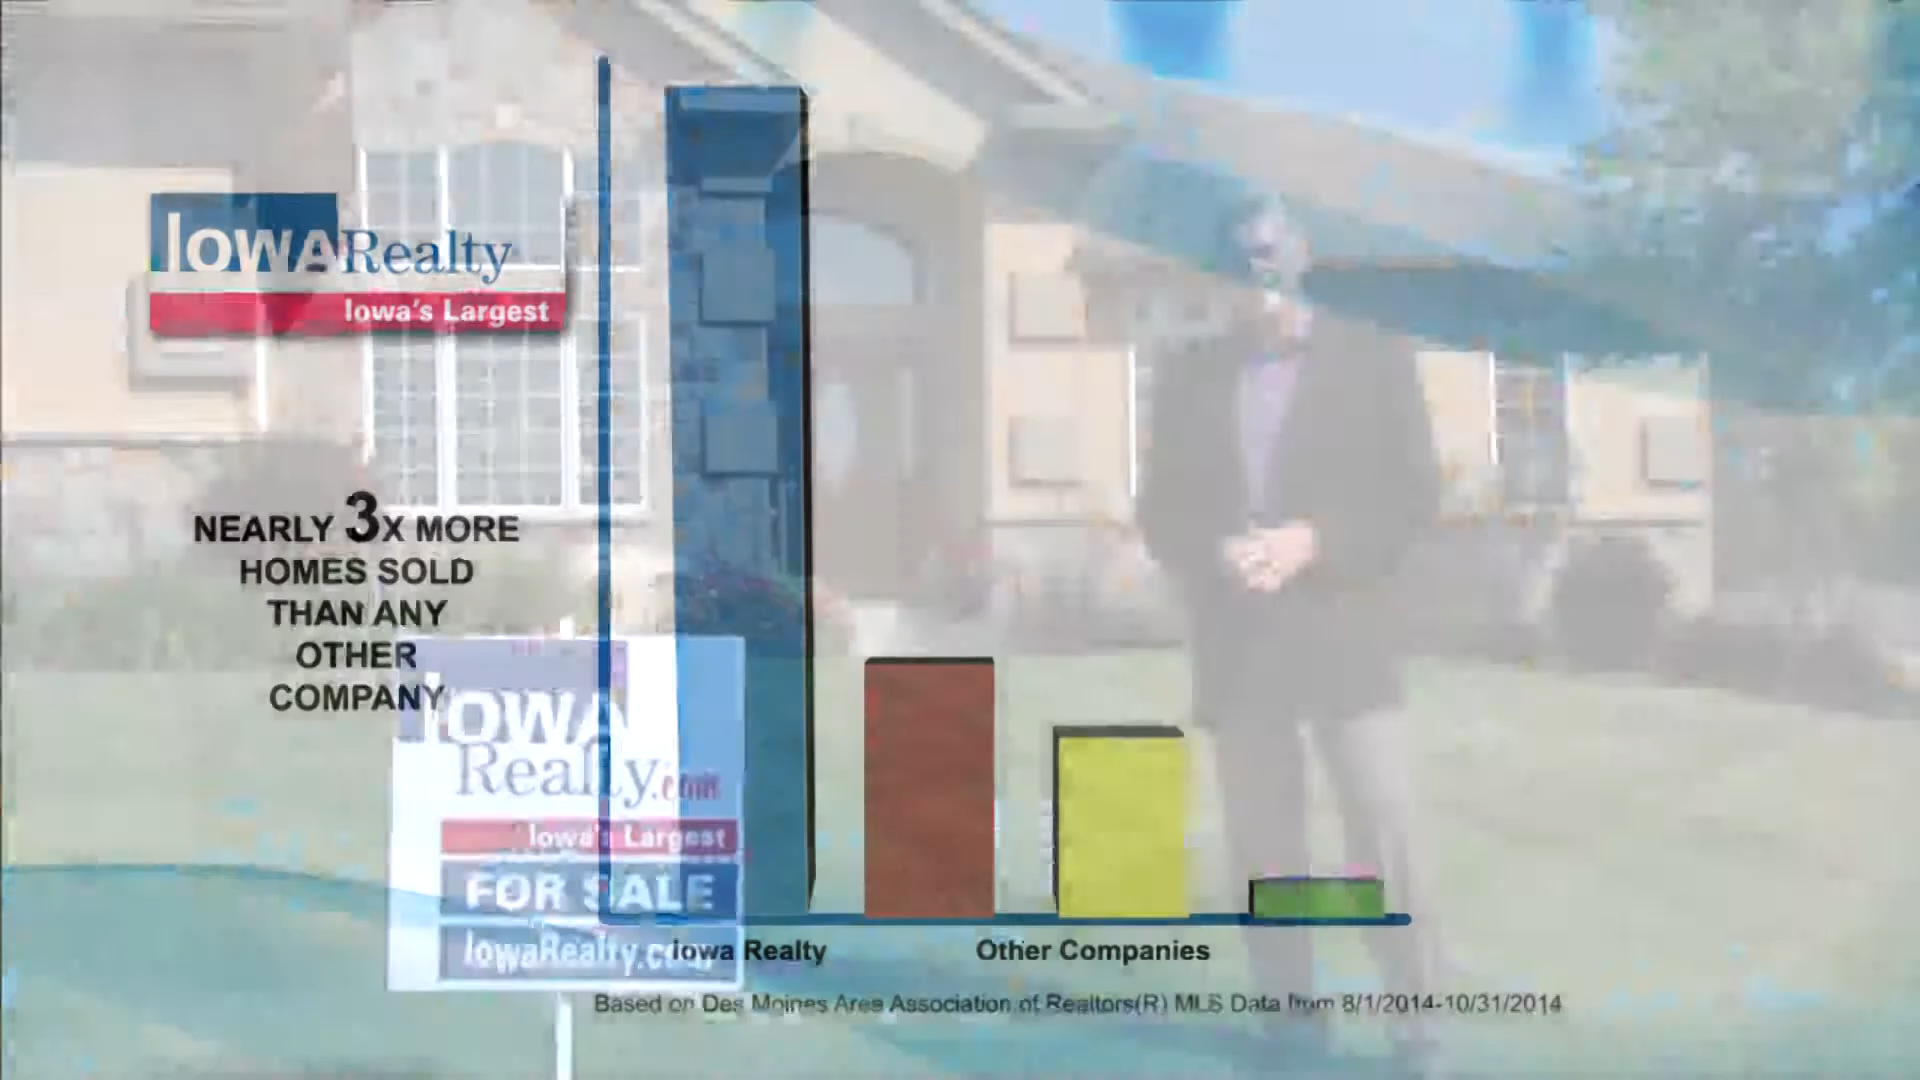 IOWA Realty
Iowa's Largest
NEARLY 3X MORE
HOMES SOLD
THAN ANY
OTHER
COMPANY
IOWA
Realty.com
Iowa's Largest
FOR SALE
IowaRealty.com
Iowa Realty
Other Companies
Based on Des Moines Area Association of Realtors(R) MLS Data from 8/1/2014-10/31/2014